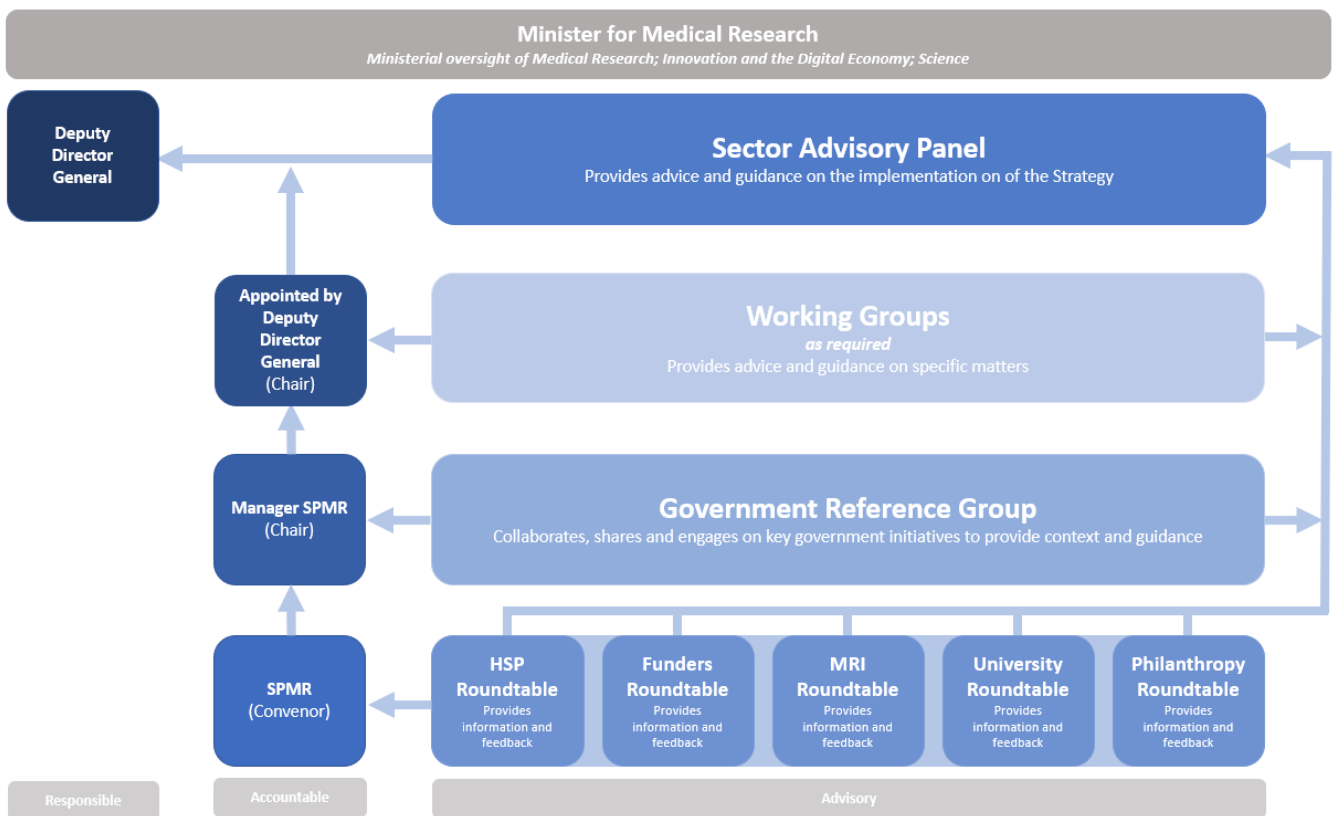 Minister for Medical Research
Ministerial oversight of Medical Research; Innovation and the Digital Economy; Science
Deputy
Director
General
Sector Advisory Panel
Provides advice and guidance on the implementation on of the Strategy
Appointed by
Deputy
Director
General
(Chair)
Working Groups
as required
Provides advice and guidance on specific matters
Manager SPMR
(Chair)
Government Reference Group
Collaborates, shares and engages on key government initiatives to provide context and guidance
SPMR
(Convenor)
HSP
Roundtable
Provides
information and
feedback
Funders
Roundtable
Provides
information and
feedback
MRI
Roundtable
Provides
information and
feedback
University
Roundtable
Provides
information and
feedback
Philanthropy
Roundtable
Provides
information and
feedback
Responsible
Accountable
Advisory